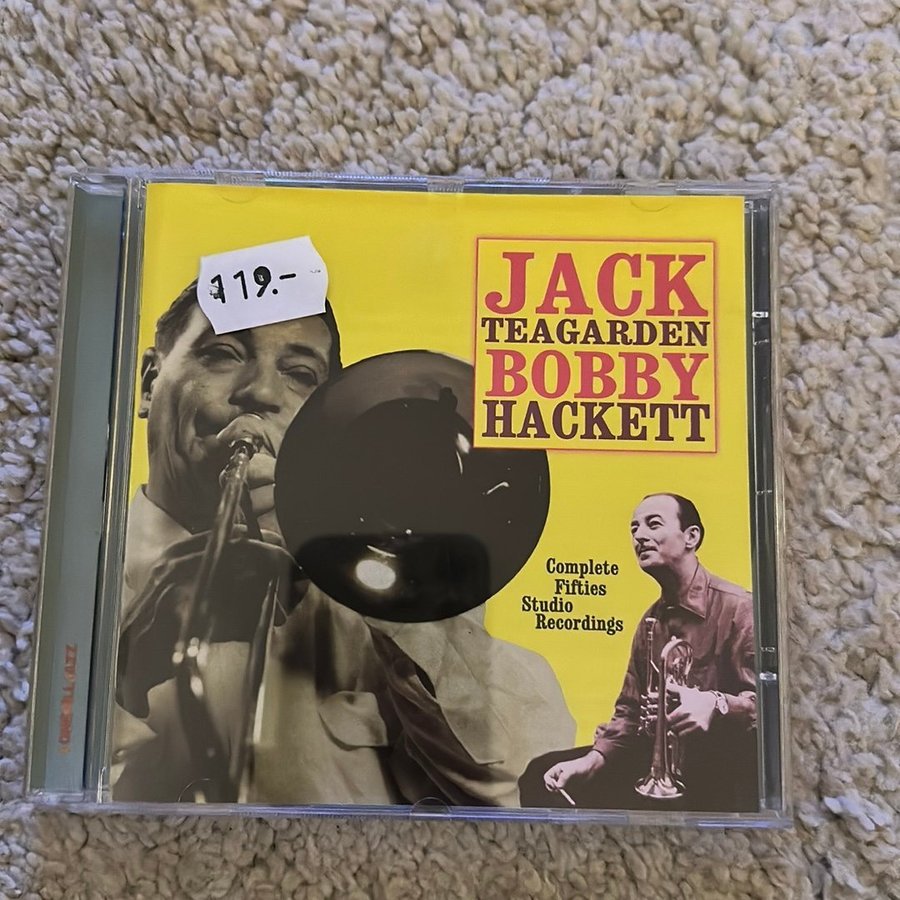 119.-
JACK
TEAGARDEN
BOBBY
HACKETT
Complete
Fifties
Studio
Recordings